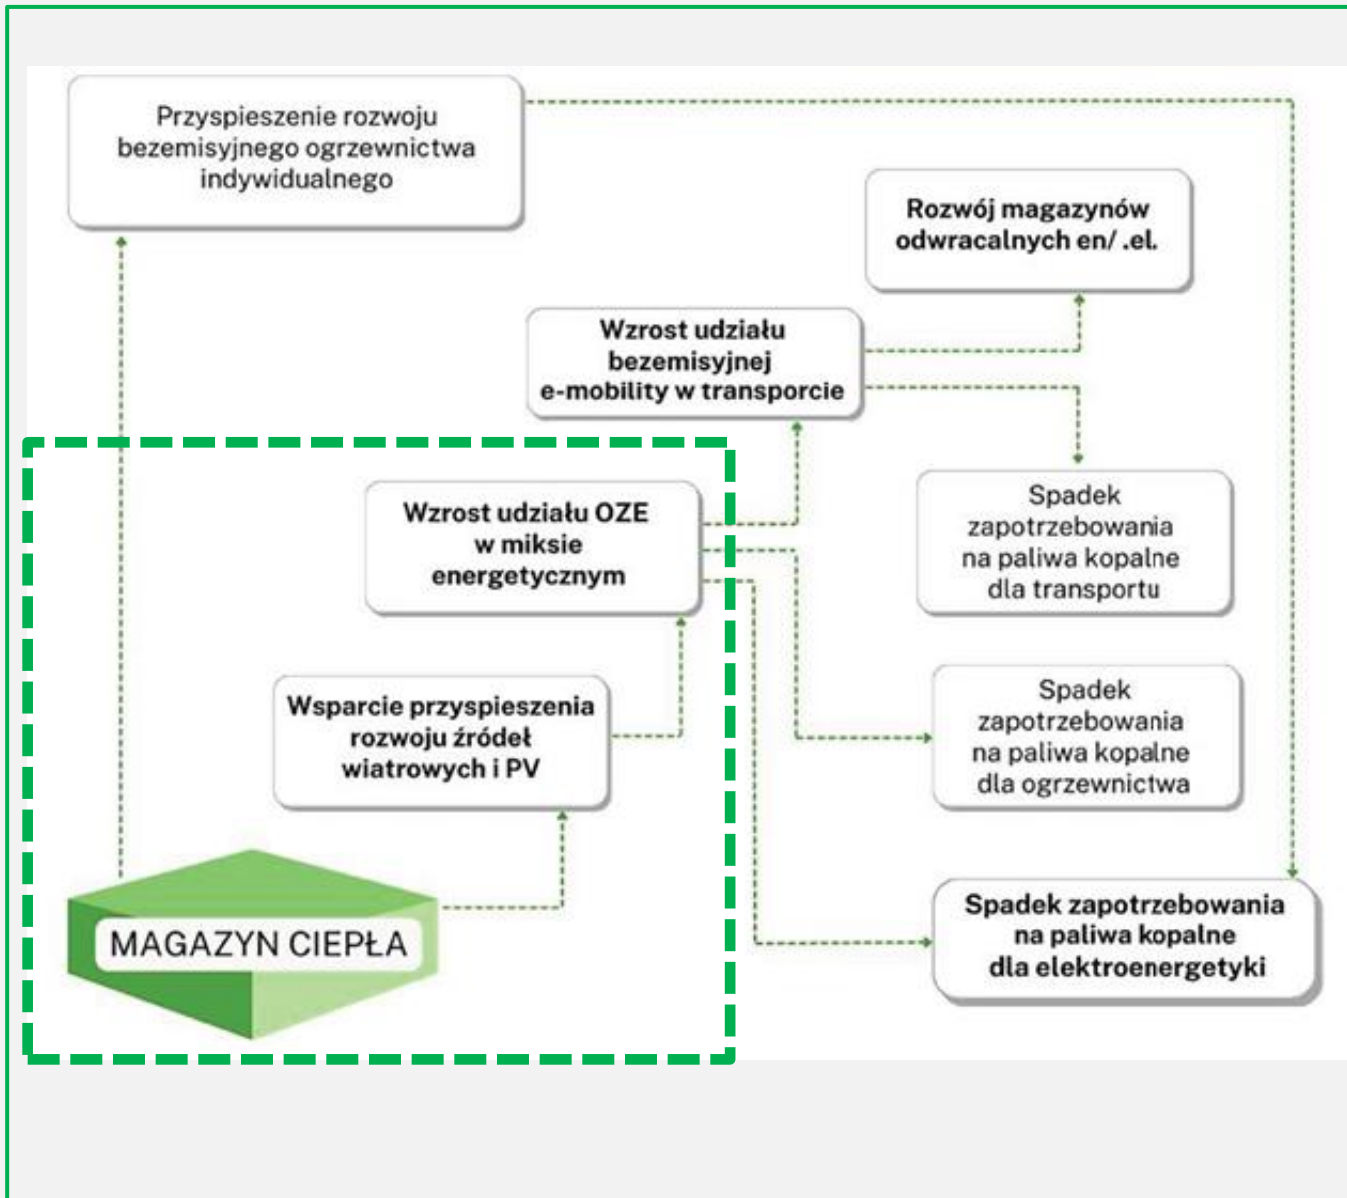 Przyspieszenie rozwoju
bezemisyjnego ogrzewnictwa
indywidualnego
Rozwój magazynów
odwracalnych en/ .el.
Wzrost udziału
bezemisyjnej
e-mobility w transporcie
Wzrost udziału OZE
w miksie
energetycznym
Spadek
zapotrzebowania
na paliwa kopalne
dla transportu
Wsparcie przyspieszenia
rozwoju źródeł
wiatrowych i PV
Spadek
zapotrzebowania
na paliwa kopalne
dla ogrzewnictwa
MAGAZYN CIEPŁA
Spadek zapotrzebowania
na paliwa kopalne
dla elektroenergetyki